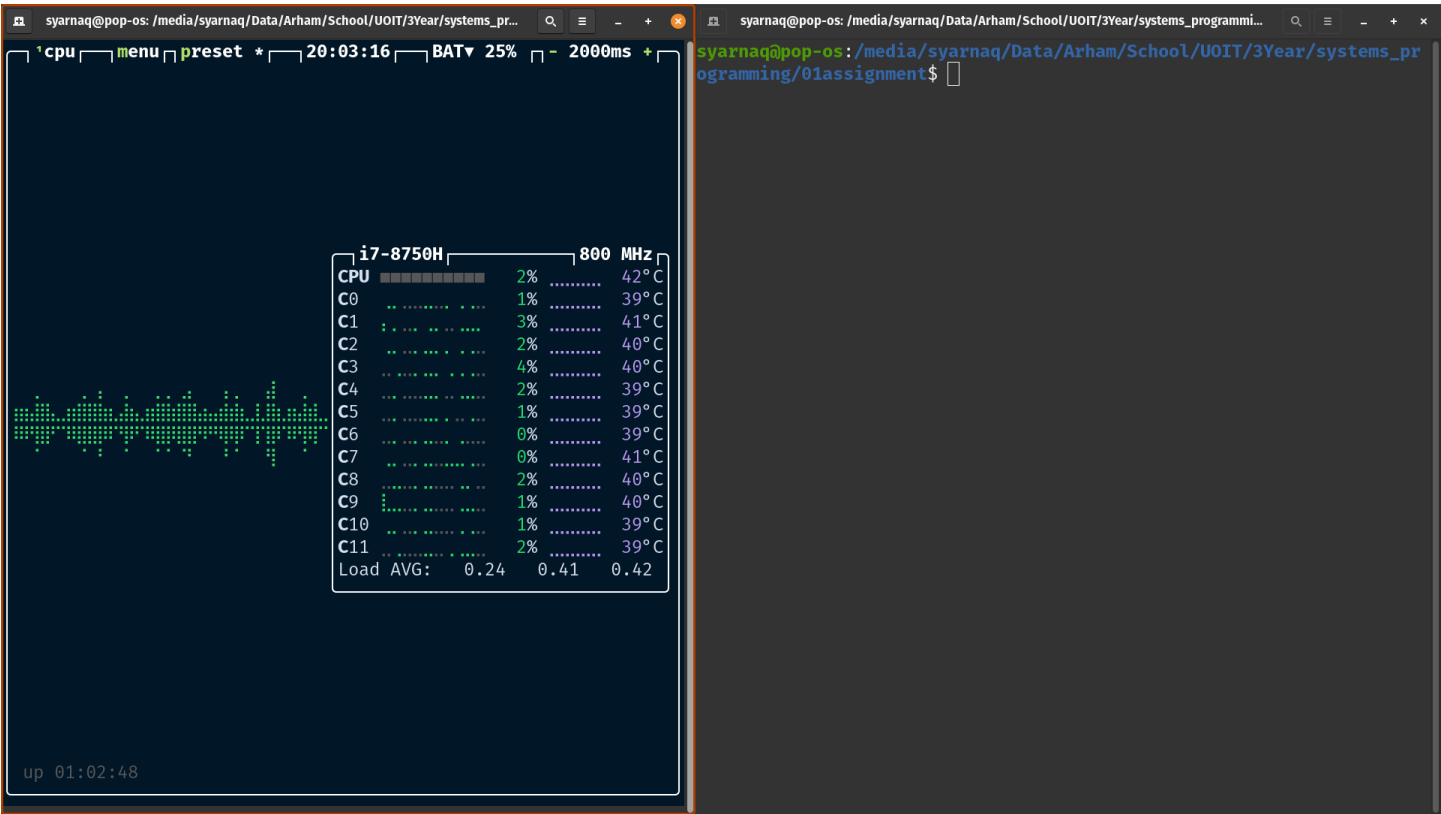 syarnaq@pop-os: /media/syarnaq/Data/Arham/School/UOIT/3Year/systems_pr...
¹cpu menu preset * 20:03:16 BAT▼ 25% - 2000ms +
i7-8750H 800 MHz
CPU 2% 42°C
C0 1% 39°C
C1 3% 41°C
C2 2% 40°C
C3 4% 40°C
C4 2% 39°C
C5 1% 39°C
C6 0% 39°C
C7 0% 41°C
C8 2% 40°C
C9 1% 40°C
C10 1% 39°C
C11 2% 39°C
Load AVG: 0.24 0.41 0.42
up 01:02:48
syarnaq@pop-os: /media/syarnaq/Data/Arham/School/UOIT/3Year/systems_programmi...
syarnaq@pop-os:/media/syarnaq/Data/Arham/School/UOIT/3Year/systems_pr
ogramming/01assignment$